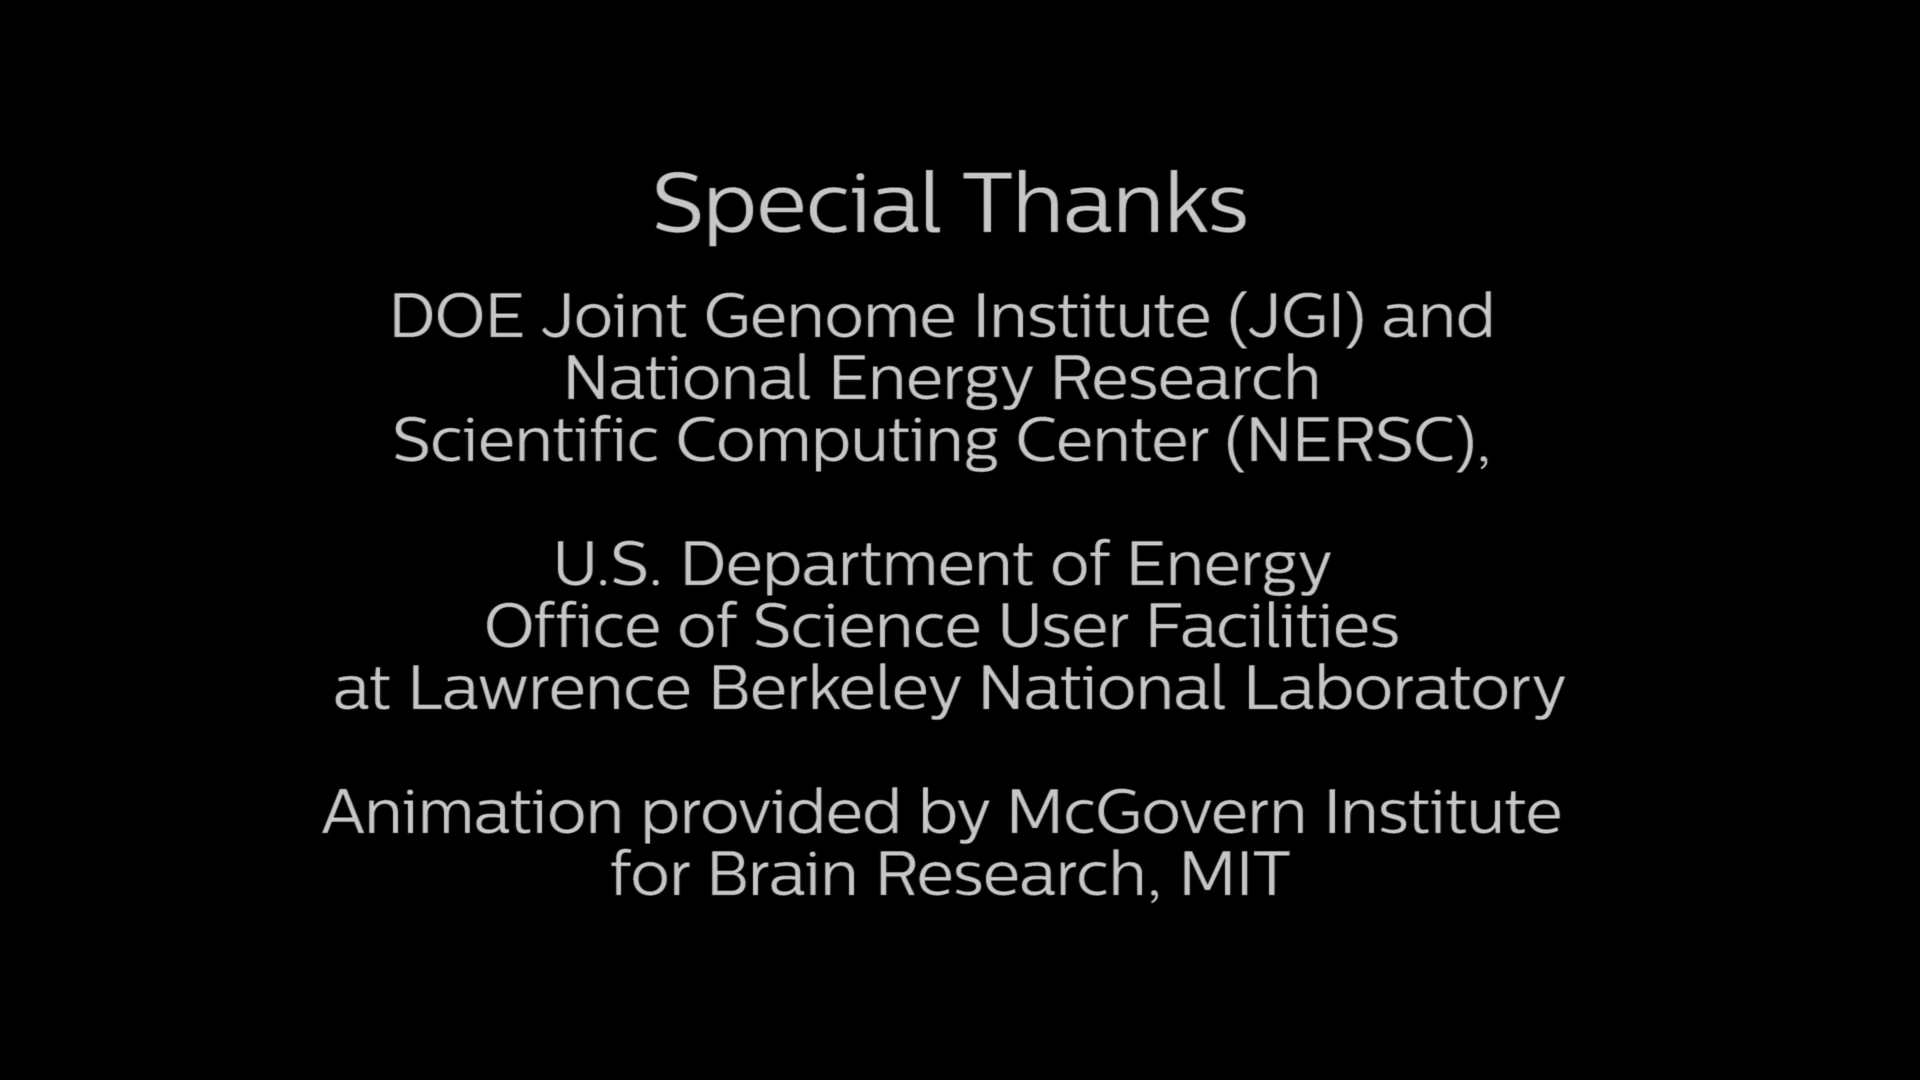 Special Thanks
DOE Joint Genome Institute (JGI) and
National Energy Research
Scientific Computing Center (NERSC),
U.S. Department of Energy
Office of Science User Facilities
at Lawrence Berkeley National Laboratory
Animation provided by McGovern Institute
for Brain Research, MIT